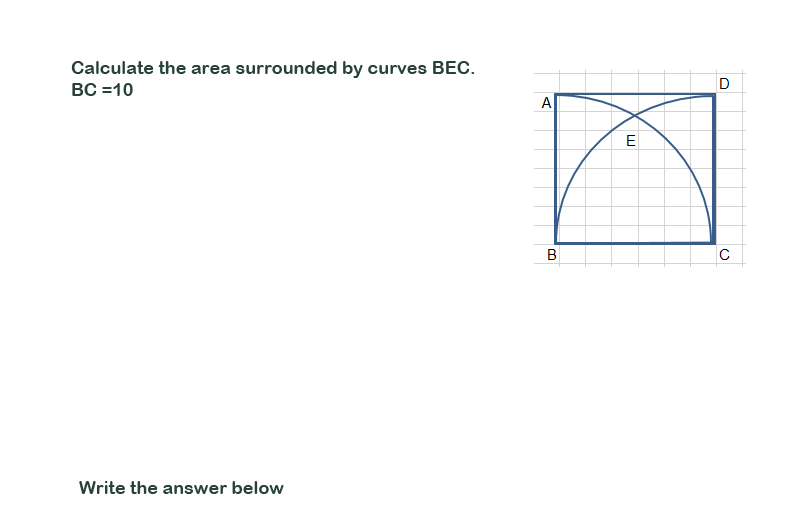 Calculate the area surrounded by curves BEC.
BC =10
D
A
E
B
C
Write the answer below